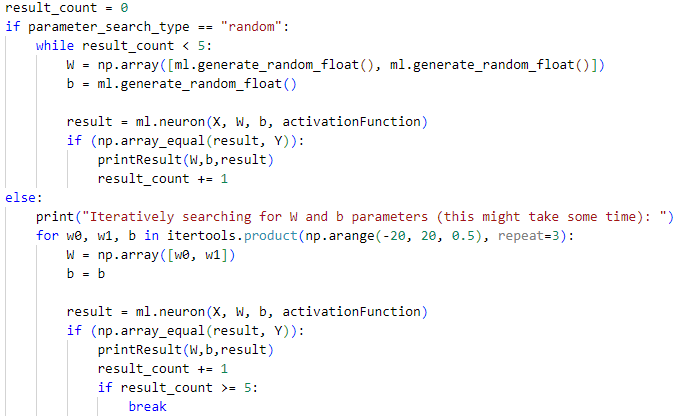 result_count = 0
if parameter_search_type == "random":
    while result_count < 5:
        W = np.array([ml.generate_random_float(), ml.generate_random_float()])
        b = ml.generate_random_float()

        result = ml.neuron(X, W, b, activationFunction)
        if (np.array_equal(result, Y)):
            printResult(W,b,result)
            result_count += 1
else:
    print("Iteratively searching for W and b parameters (this might take some time): ")
    for w0, w1, b in itertools.product(np.arange(-20, 20, 0.5), repeat=3):
        W = np.array([w0, w1])
        b = b

        result = ml.neuron(X, W, b, activationFunction)
        if (np.array_equal(result, Y)):
            printResult(W,b,result)
            result_count += 1
            if result_count >= 5:
                break